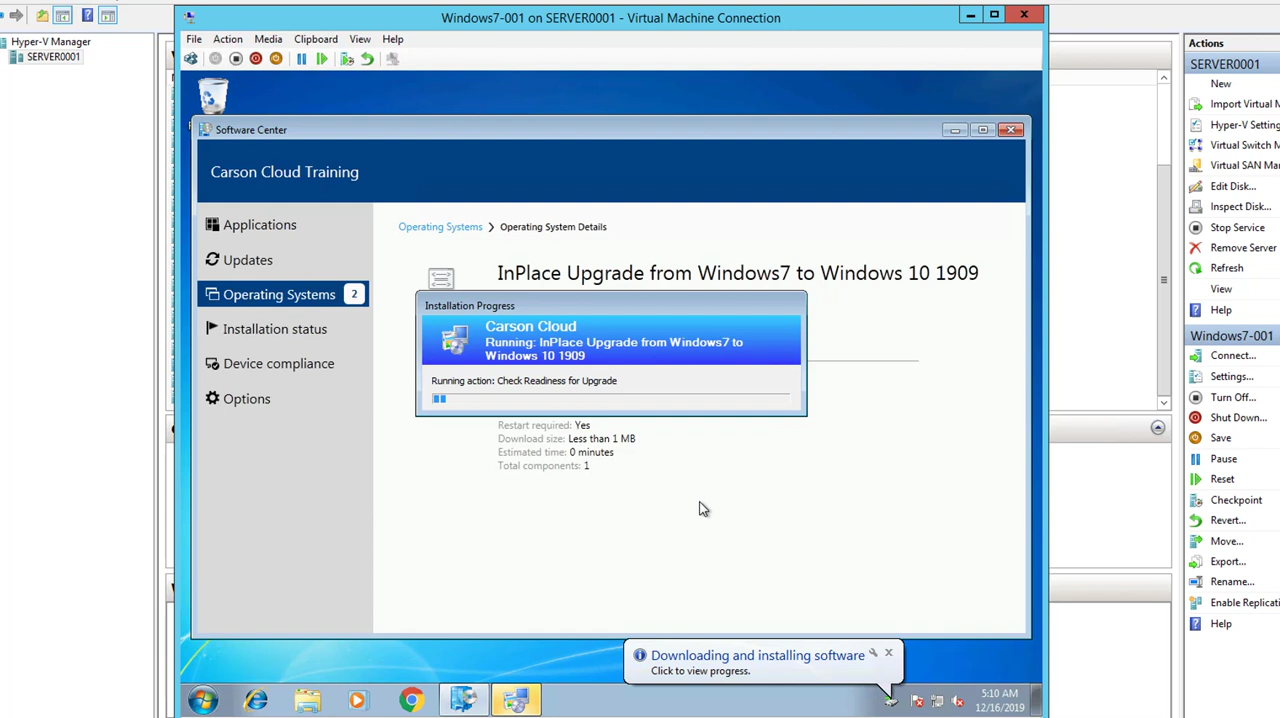 Windows7-001 on SERVER0001 - Virtual Machine Connection
File Action Media Clipboard View Help
Hyper-V Manager
SERVER0001
Software Center
Carson Cloud Training
Applications
Updates
Operating Systems 2
Installation status
Device compliance
Options
Operating Systems > Operating System Details
InPlace Upgrade from Windows7 to Windows 10 1909
Installation Progress
Carson Cloud
Running: InPlace Upgrade from Windows7 to
Windows 10 1909
Running action: Check Readiness for Upgrade
Restart required: Yes
Download size: Less than 1 MB
Estimated time: 0 minutes
Total components: 1
Downloading and installing software
Click to view progress.
5:10 AM
12/16/2019
Actions
SERVER0001
New
Import Virtual M
Hyper-V Setting
Virtual Switch M
Virtual SAN Man
Edit Disk...
Inspect Disk...
Stop Service
Remove Server
Refresh
View
Help
Windows7-001
Connect...
Settings...
Turn Off...
Shut Down...
Save
Pause
Reset
Checkpoint
Revert...
Move...
Export...
Rename...
Enable Replicati
Help